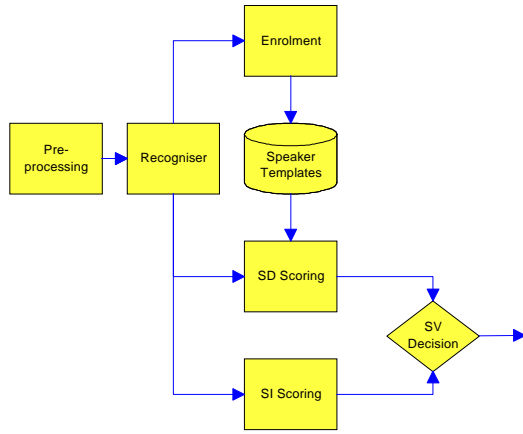 Enrolment
Pre-
processing
Recogniser
Speaker
Templates
SD Scoring
SV
Decision
SI Scoring